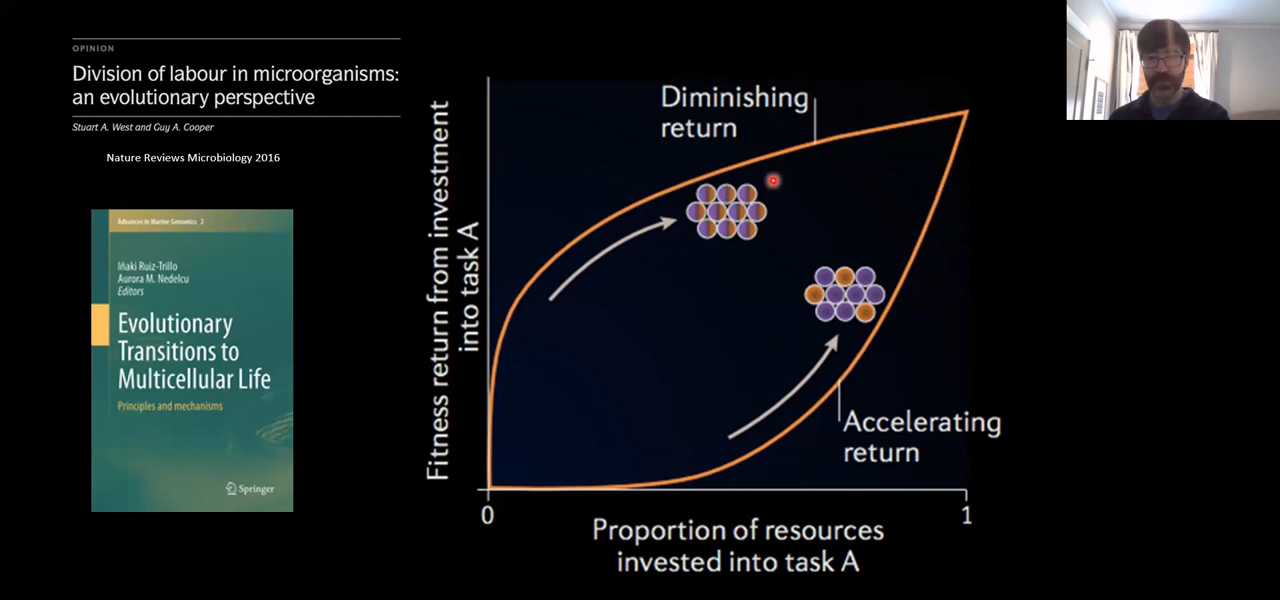 OPINION
Division of labour in microorganisms:
an evolutionary perspective
Stuart A. West and Guy A. Cooper
Nature Reviews Microbiology 2016
Advances in Marine Genomics 2
Iñaki Ruiz-Trillo
Aurora M. Nedelcu
Editors
Evolutionary
Transitions to
Multicellular Life
Principles and mechanisms
Springer
Fitness return from investment
into task A
Diminishing
return
Accelerating
return
0
1
Proportion of resources
invested into task A